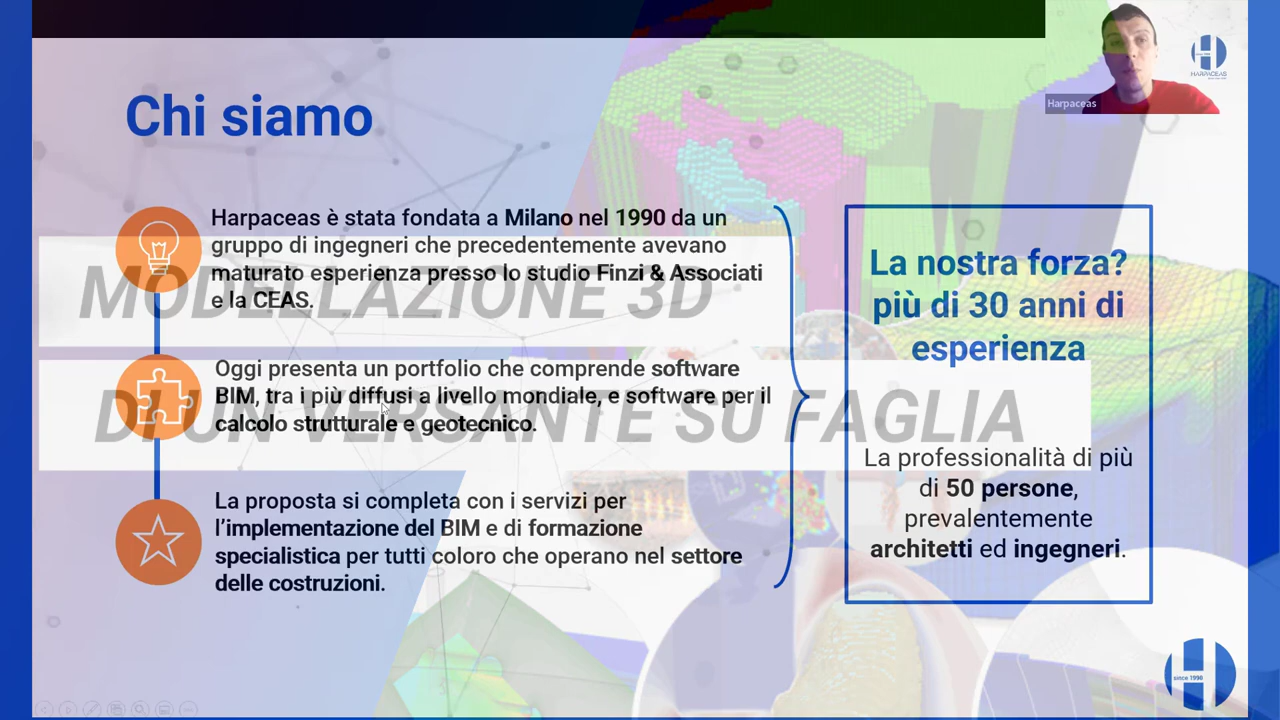 Harpaceas
since 1990
HARPACEAS
Chi siamo
Harpaceas è stata fondata a Milano nel 1990 da un
gruppo di ingegneri che precedentemente avevano
maturato esperienza presso lo studio Finzi & Associati
e la CEAS.
MODELLAZIONE 3D
Oggi presenta un portfolio che comprende software
BIM, tra i più diffusi a livello mondiale, e software per il
calcolo strutturale e geotecnico.
DI UN VERSANTE SU FAGLIA
La proposta si completa con i servizi per
l'implementazione del BIM e di formazione
specialistica per tutti coloro che operano nel settore
delle costruzioni.
La nostra forza?
più di 30 anni di
esperienza
La professionalità di più
di 50 persone,
prevalentemente
architetti ed ingegneri.
since 1990